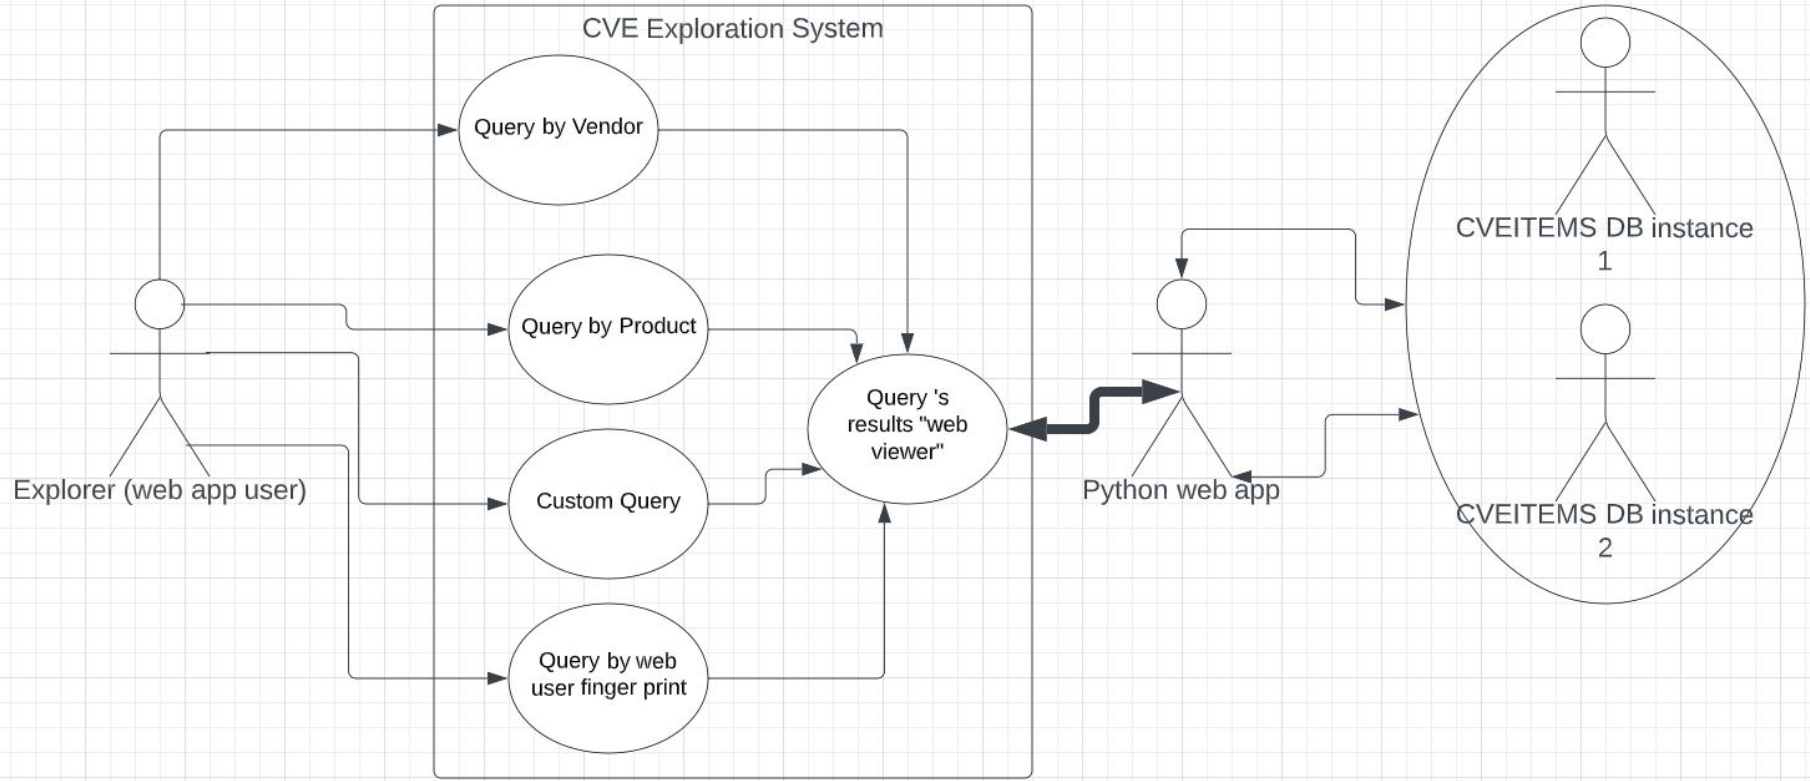 CVE Exploration System
Query by Vendor
Query by Product
Custom Query
Query by web
user finger print
Query 's
results "web
viewer"
Explorer (web app user)
Python web app
CVEITEMS DB instance
1
CVEITEMS DB instance
2